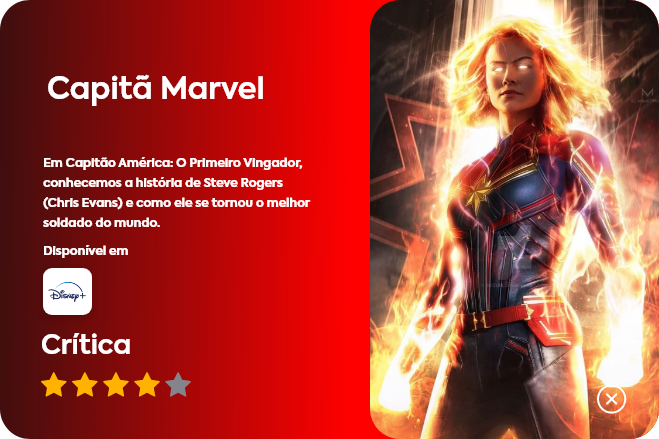 Capitã Marvel
Em Capitão América: O Primeiro Vingador,
conhecemos a história de Steve Rogers
(Chris Evans) e como ele se tornou o melhor
soldado do mundo.
Disponível em
Disney+
Crítica